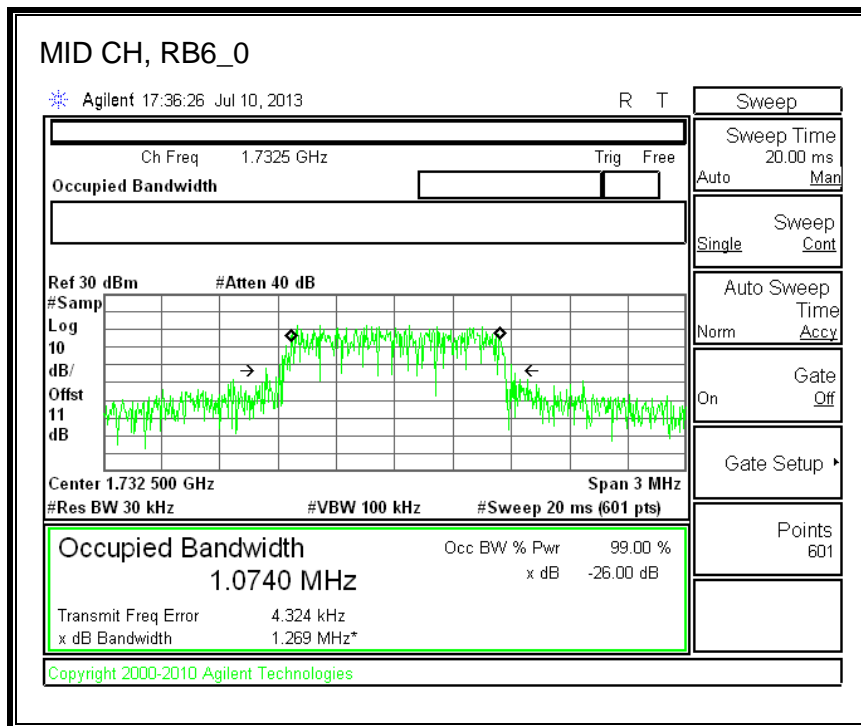 MID CH, RB6_0
Agilent 17:36:26 Jul 10, 2013 R T
Ch Freq 1.7325 GHz Trig Free
Occupied Bandwidth
Ref 30 dBm #Atten 40 dB
#Samp
Log
10
dB/
Offst
11
dB
Center 1.732 500 GHz Span 3 MHz
#Res BW 30 kHz #VBW 100 kHz #Sweep 20 ms (601 pts)
Occupied Bandwidth Occ BW % Pwr 99.00 %
1.0740 MHz x dB -26.00 dB
Transmit Freq Error 4.324 kHz
x dB Bandwidth 1.269 MHz*
Copyright 2000-2010 Agilent Technologies
Sweep
Sweep Time
20.00 ms
Auto Man
Sweep
Single Cont
Auto Sweep
Time
Norm Accy
Gate
On Off
Gate Setup
Points
601